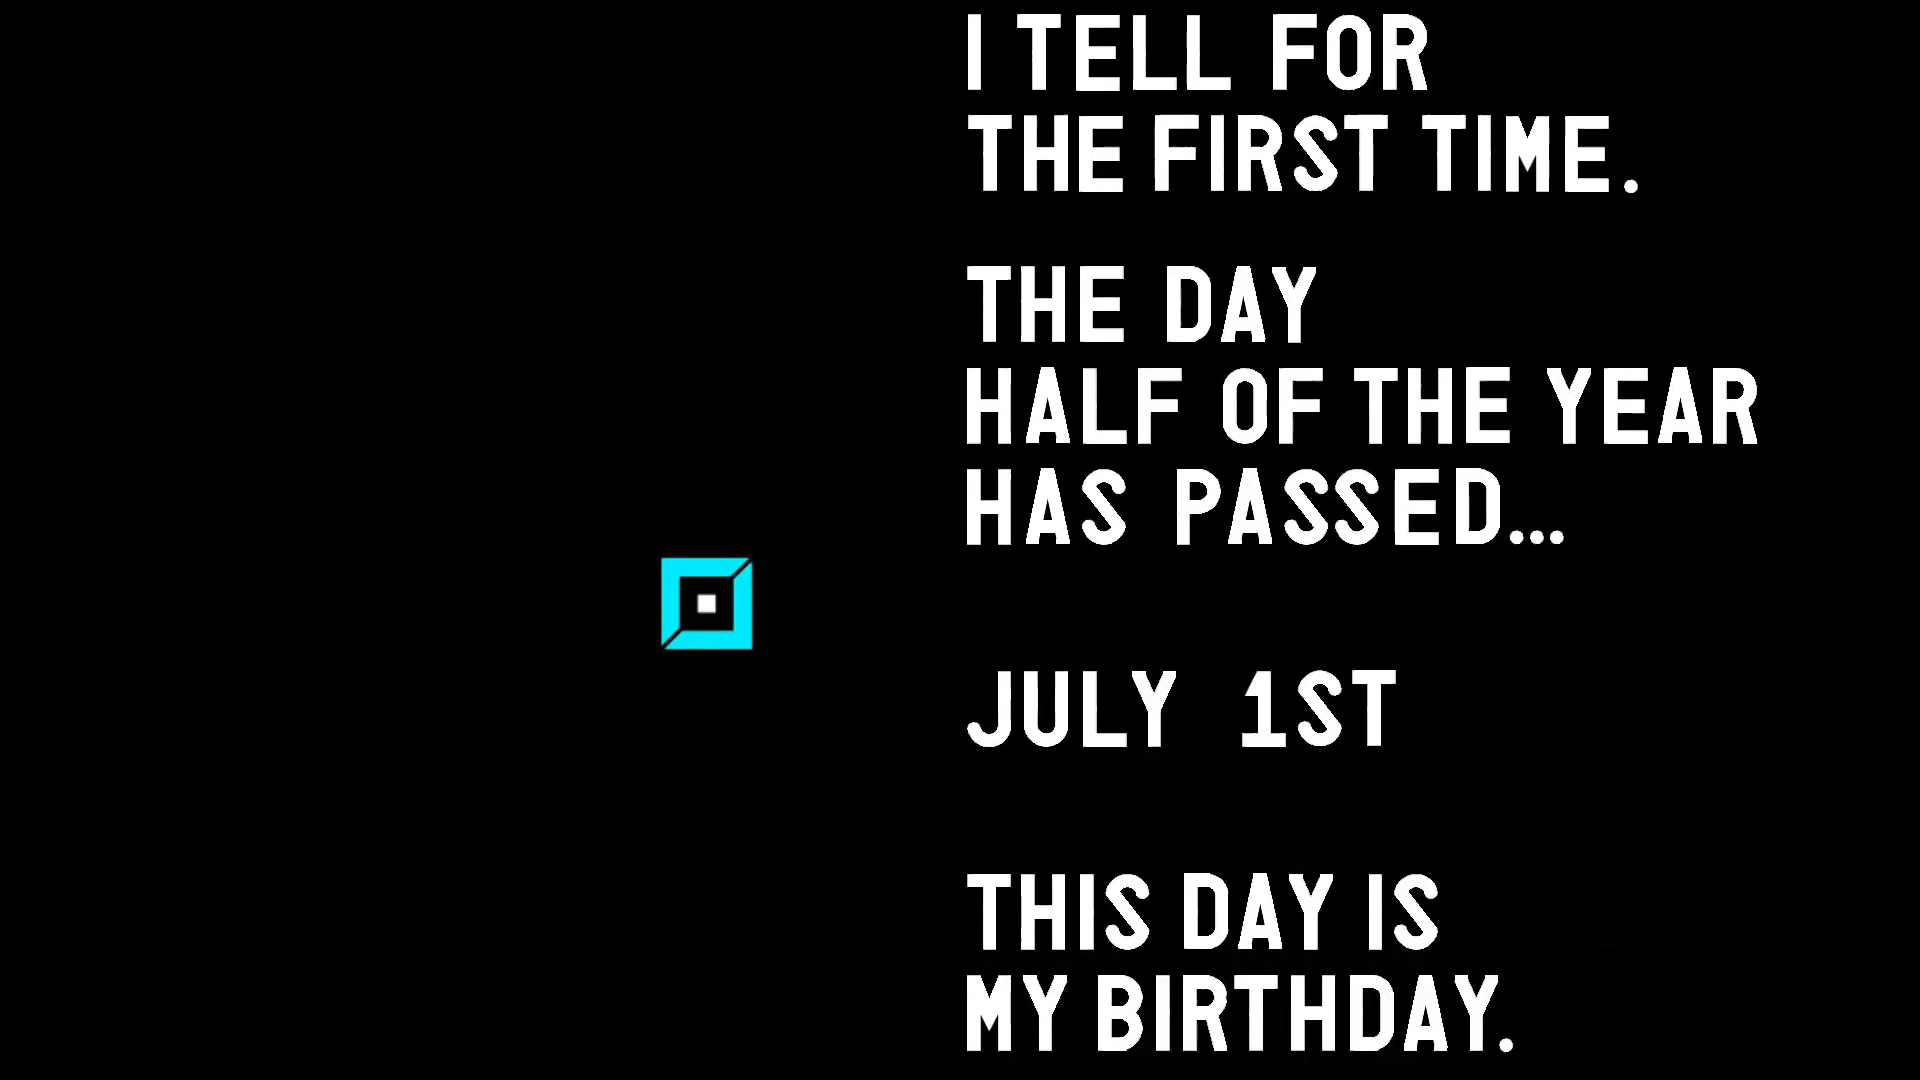 I TELL FOR
THE FIRST TIME.
THE DAY
HALF OF THE YEAR
HAS PASSED...
JULY 1ST
THIS DAY IS
MY BIRTHDAY.